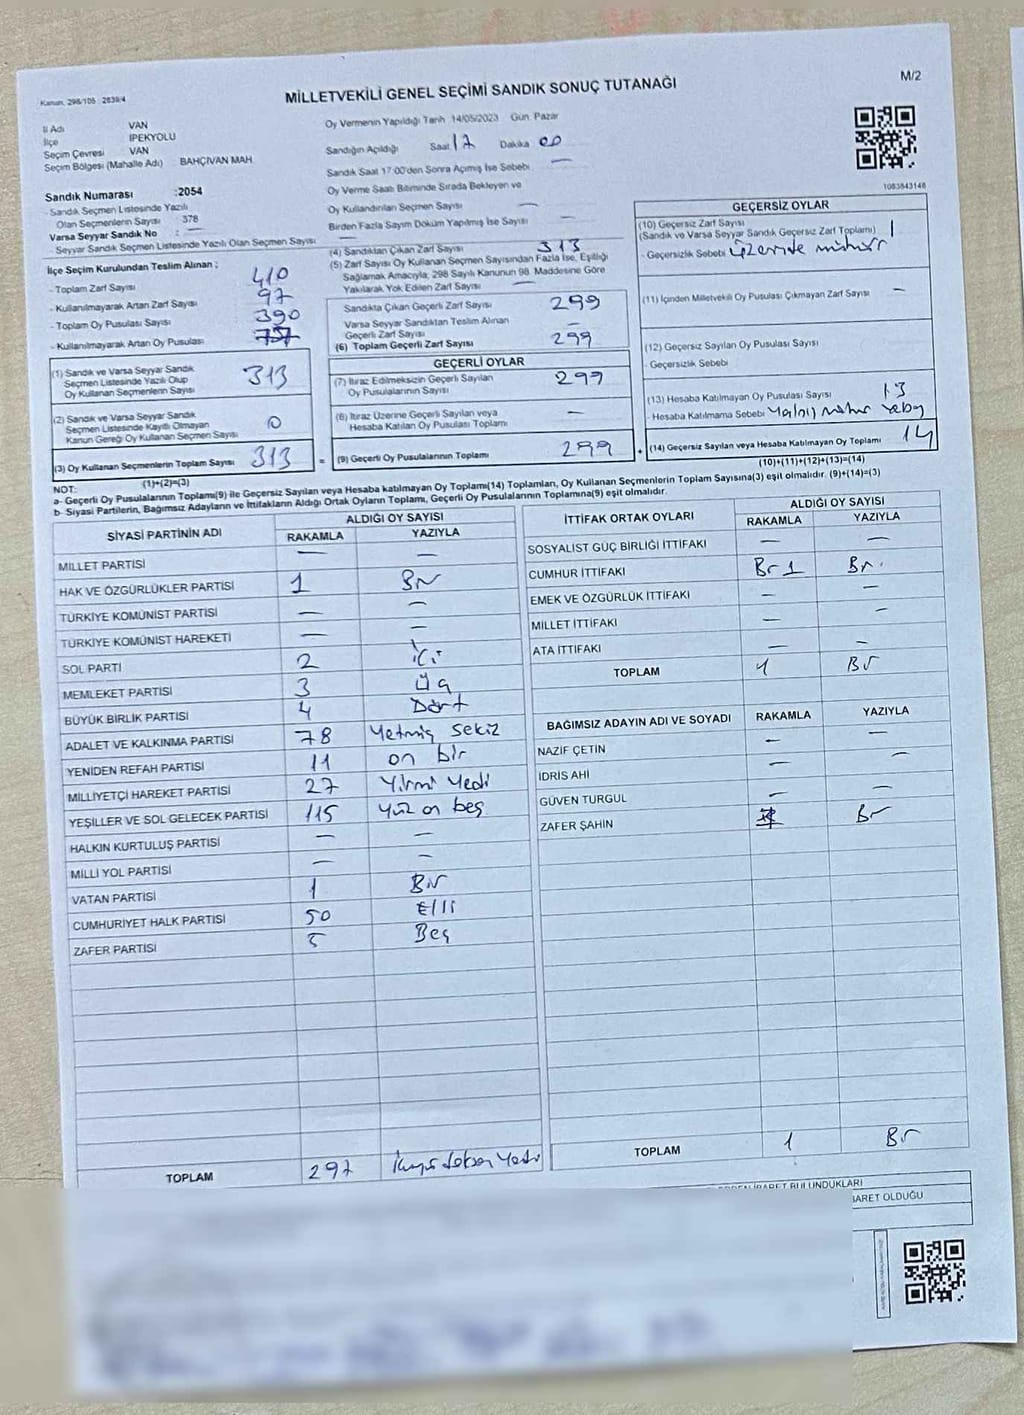 Kanun, 298/105 : 2839/4
MİLLETVEKİLİ GENEL SEÇİMİ SANDIK SONUÇ TUTANAĞI
M/2
İl Adı VAN
İlçe İPEKYOLU
Seçim Çevresi VAN
Seçim Bölgesi (Mahalle Adı) BAHÇIVAN MAH.
Sandık Numarası :2054
- Sandık Seçmen Listesinde Yazılı
Olan Seçmenlerin Sayısı 378
Varsa Seyyar Sandık No : —
- Seyyar Sandık Seçmen Listesinde Yazılı Olan Seçmen Sayısı —
Oy Vermenin Yapıldığı Tarih 14/05/2023 Gün: Pazar
Sandığın Açıldığı Saat 17 Dakika 00
Sandık Saat 17:00'den Sonra Açılmış İse Sebebi —
Oy Verme Saati Bitiminde Sırada Bekleyen ve
Oy Kullandırılan Seçmen Sayısı —
Birden Fazla Sayım Döküm Yapılmış İse Sayısı —
1083843148
İlçe Seçim Kurulundan Teslim Alınan ;
- Toplam Zarf Sayısı 410
- Kullanılmayarak Artan Zarf Sayısı 97
- Toplam Oy Pusulası Sayısı 390
- Kullanılmayarak Artan Oy Pusulası
(1) Sandık ve Varsa Seyyar Sandık
Seçmen Listesinde Yazılı Olup
Oy Kullanan Seçmenlerin Sayısı 313
(2) Sandık ve Varsa Seyyar Sandık
Seçmen Listesinde Kayıtlı Olmayan
Kanun Gereği Oy Kullanan Seçmen Sayısı 0
(3) Oy Kullanan Seçmenlerin Toplam Sayısı 313
(1)+(2)=(3)
(4) Sandıktan Çıkan Zarf Sayısı 313
(5) Zarf Sayısı Oy Kullanan Seçmen Sayısından Fazla İse, Eşitliği
Sağlamak Amacıyla, 298 Sayılı Kanunun 98. Maddesine Göre
Yakılarak Yok Edilen Zarf Sayısı —
Sandıkta Çıkan Geçerli Zarf Sayısı 299
Varsa Seyyar Sandıktan Teslim Alınan
Geçerli Zarf Sayısı —
(6) Toplam Geçerli Zarf Sayısı 299
GEÇERLİ OYLAR
(7) İtiraz Edilmeksizin Geçerli Sayılan
Oy Pusulalarının Sayısı 299
(8) İtiraz Üzerine Geçerli Sayılan veya
Hesaba Katılan Oy Pusulası Toplamı —
= (9) Geçerli Oy Pusulalarının Toplamı 299
GEÇERSİZ OYLAR
(10) Geçersiz Zarf Sayısı
(Sandık ve Varsa Seyyar Sandık Geçersiz Zarf Toplamı) 1
- Geçersizlik Sebebi üzerinde mühür
(11) İçinden Milletvekili Oy Pusulası Çıkmayan Zarf Sayısı —
(12) Geçersiz Sayılan Oy Pusulası Sayısı
- Geçersizlik Sebebi
(13) Hesaba Katılmayan Oy Pusulası Sayısı 13
- Hesaba Katılmama Sebebi Yalnış mühür
+ (14) Geçersiz Sayılan veya Hesaba Katılmayan Oy Toplamı 14
(10)+(11)+(12)+(13)=(14)
NOT:
a- Geçerli Oy Pusulalarının Toplamı(9) ile Geçersiz Sayılan veya Hesaba katılmayan Oy Toplamı(14) Toplamları, Oy Kullanan Seçmenlerin Toplam Sayısına(3) eşit olmalıdır. (9)+(14)=(3)
b- Siyasi Partilerin, Bağımsız Adayların ve İttifakların Aldığı Ortak Oyların Toplamı, Geçerli Oy Pusulalarının Toplamına(9) eşit olmalıdır.
SİYASİ PARTİNİN ADI ALDIĞI OY SAYISI
RAKAMLA YAZIYLA
MİLLET PARTİSİ — —
HAK VE ÖZGÜRLÜKLER PARTİSİ 1 Bir
TÜRKİYE KOMÜNİST PARTİSİ — —
TÜRKİYE KOMÜNİST HAREKETİ — —
SOL PARTİ 2 İki
MEMLEKET PARTİSİ 3 Üç
BÜYÜK BİRLİK PARTİSİ 4 Dört
ADALET VE KALKINMA PARTİSİ 78 Yetmiş sekiz
YENİDEN REFAH PARTİSİ 11 on bir
MİLLİYETÇİ HAREKET PARTİSİ 27 Yirmi Yedi
YEŞİLLER VE SOL GELECEK PARTİSİ 115 Yüz on beş
HALKIN KURTULUŞ PARTİSİ — —
MİLLİ YOL PARTİSİ — —
VATAN PARTİSİ 1 Bir
CUMHURİYET HALK PARTİSİ 50 Elli
ZAFER PARTİSİ 5 Beş
TOPLAM 297 İkiyüz seksen Yedi
İTTİFAK ORTAK OYLARI ALDIĞI OY SAYISI
RAKAMLA YAZIYLA
SOSYALİST GÜÇ BİRLİĞİ İTTİFAKI — —
CUMHUR İTTİFAKI Bir 1 Bir
EMEK VE ÖZGÜRLÜK İTTİFAKI — —
MİLLET İTTİFAKI — —
ATA İTTİFAKI — —
TOPLAM 1 Bir
BAĞIMSIZ ADAYIN ADI VE SOYADI RAKAMLA YAZIYLA
NAZİF ÇETİN — —
İDRİS AHİ — —
GÜVEN TURGUL — —
ZAFER ŞAHİN Bir
TOPLAM 1 Bir
İBARET BULUNDUKLARI
BARET OLDUĞU